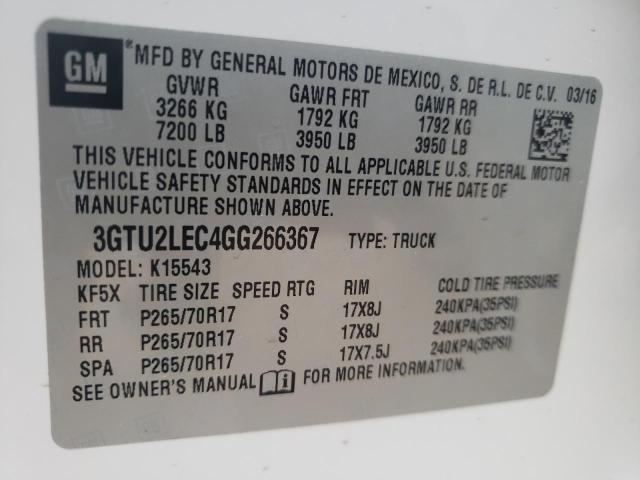 GM
®MFD BY GENERAL MOTORS DE MEXICO, S. DE R.L. DE C.V. 03/16
GVWR GAWR FRT GAWR RR
3266 KG 1792 KG 1792 KG
7200 LB 3950 LB 3950 LB
THIS VEHICLE CONFORMS TO ALL APPLICABLE U.S. FEDERAL MOTOR
VEHICLE SAFETY STANDARDS IN EFFECT ON THE DATE OF
MANUFACTURE SHOWN ABOVE.
3GTU2LEC4GG266367 TYPE: TRUCK
MODEL: K15543
KF5X TIRE SIZE SPEED RTG RIM COLD TIRE PRESSURE
FRT P265/70R17 S 17X8J 240KPA(35PSI)
RR P265/70R17 S 17X8J 240KPA(35PSI)
SPA P265/70R17 S 17X7.5J 240KPA(35PSI)
SEE OWNER'S MANUAL i FOR MORE INFORMATION.